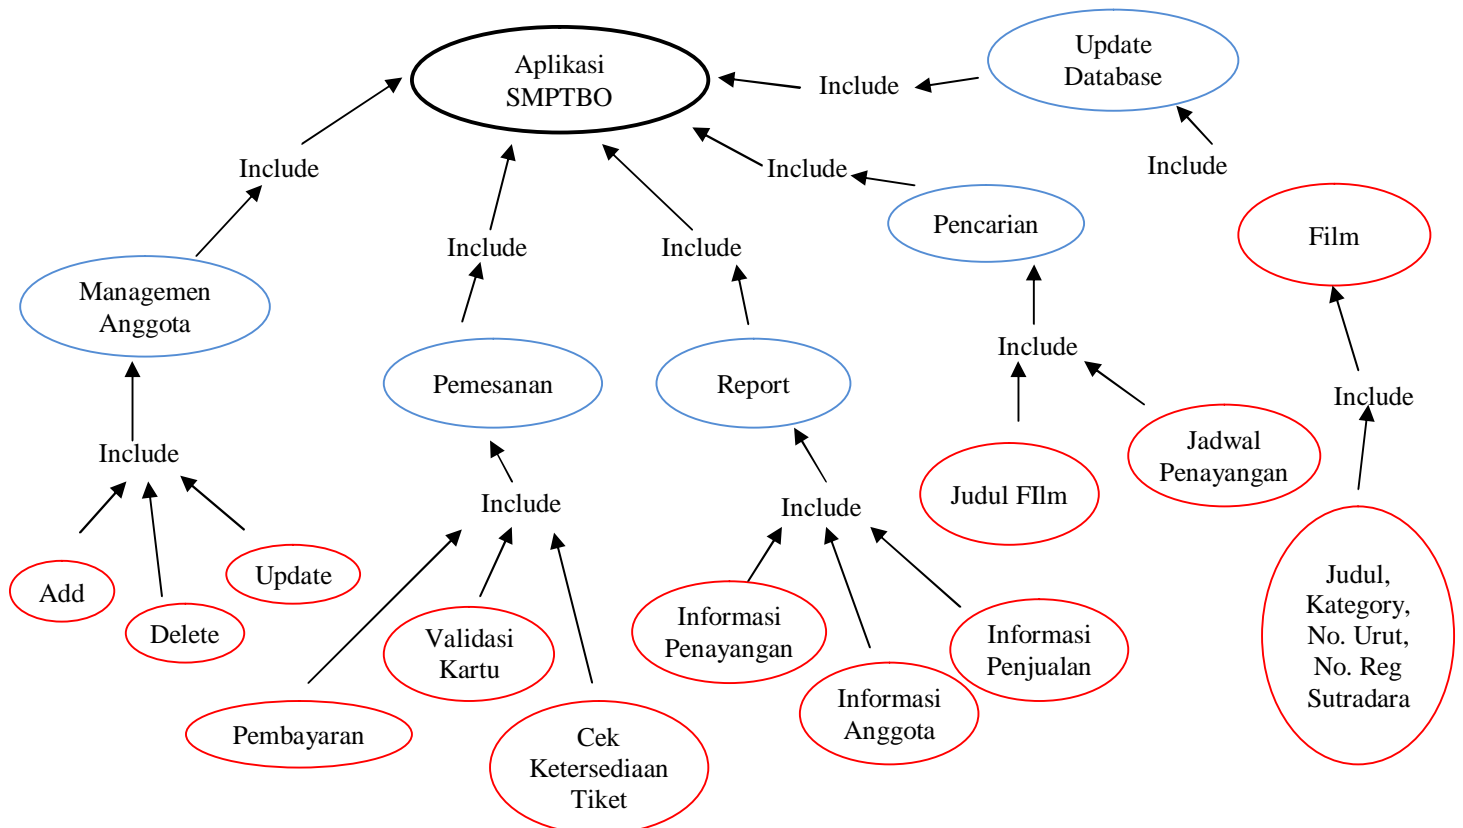 Aplikasi
SMPTBO
Update
Database
Include
Include
Include
Include
Pencarian
Film
Include
Include
Managemen
Anggota
Include
Pemesanan
Report
Include
Include
Jadwal
Penayangan
Judul FIlm
Include
Include
Add
Update
Delete
Judul,
Kategory,
No. Urut,
No. Reg
Sutradara
Validasi
Kartu
Informasi
Penayangan
Informasi
Penjualan
Informasi
Anggota
Pembayaran
Cek
Ketersediaan
Tiket